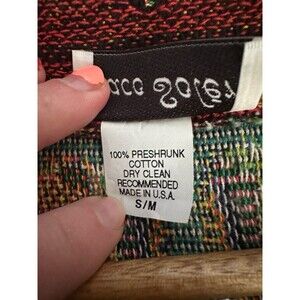 100% PRESHRUNK
COTTON
DRY CLEAN
RECOMMENDED
MADE IN U.S.A.
S/M